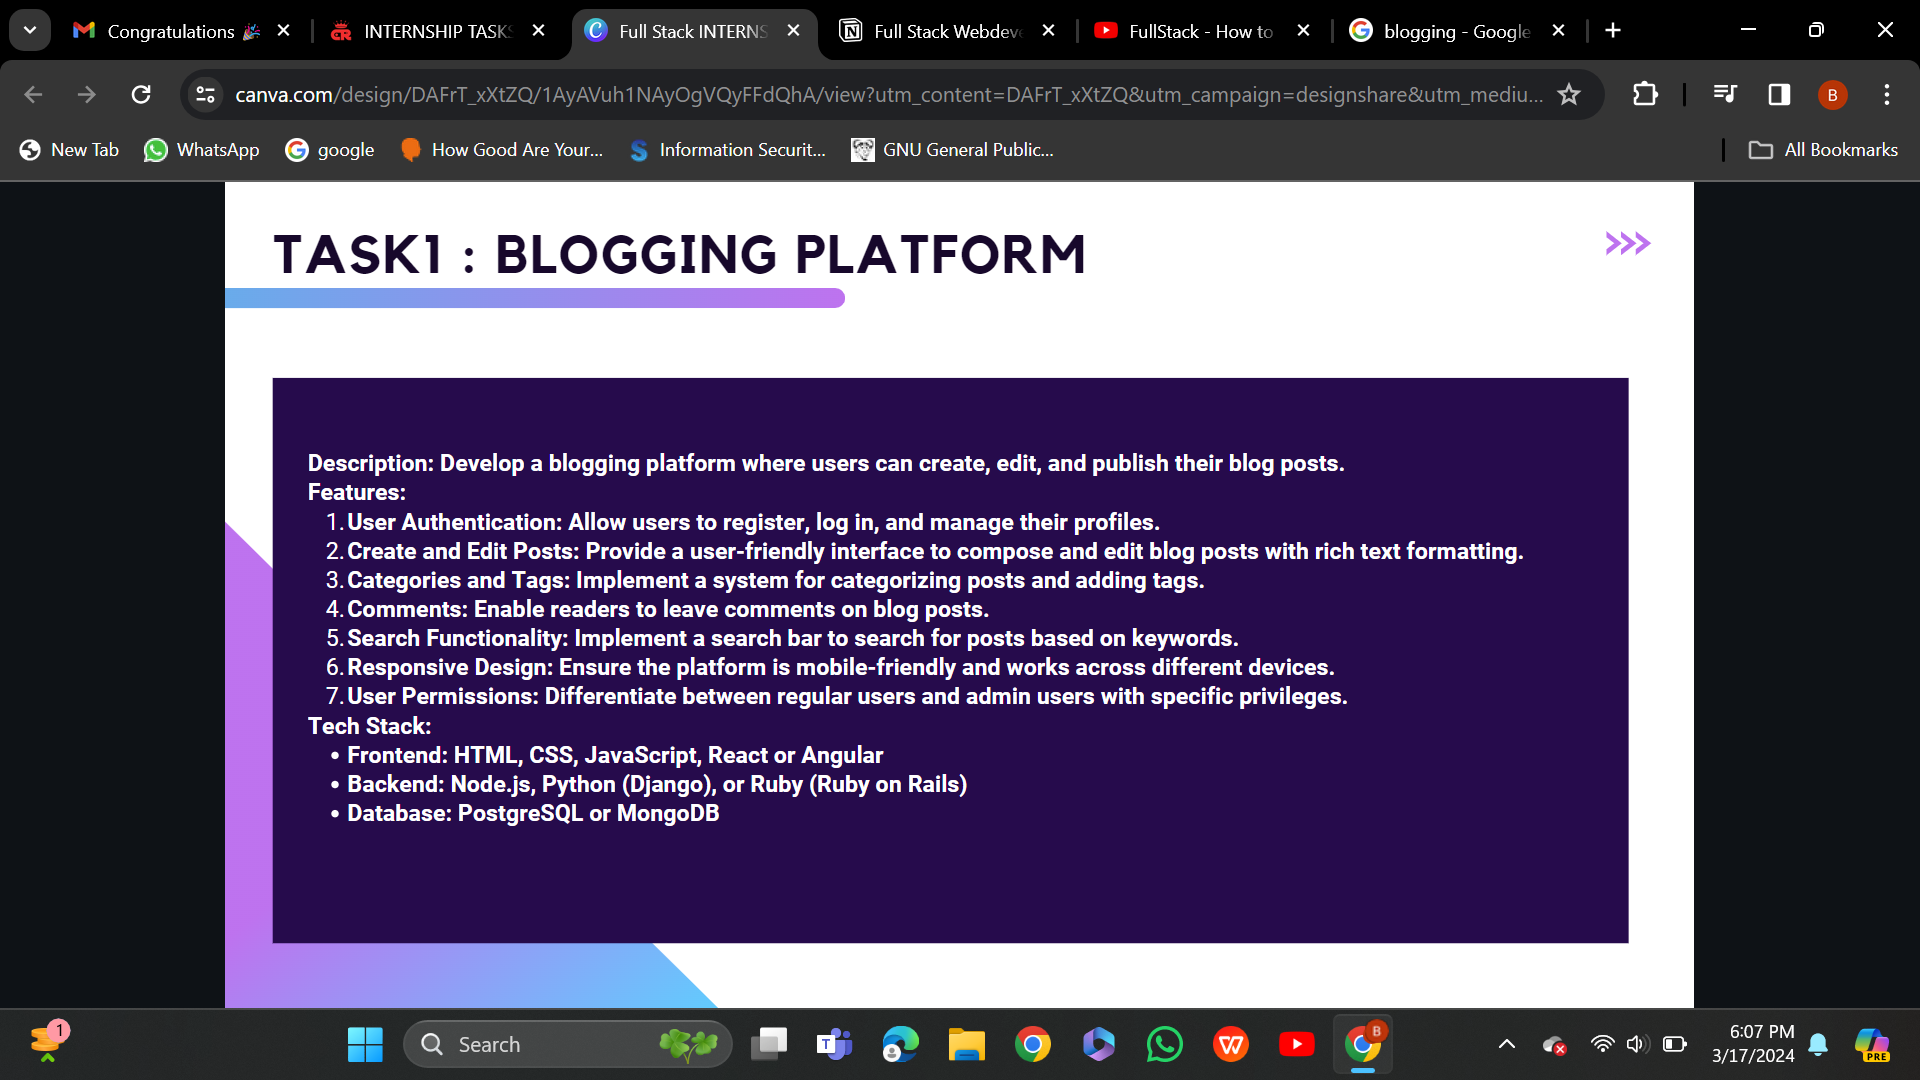 Congratulations 🎉
INTERNSHIP TASKS
Full Stack INTERNS
Full Stack Webdeve
FullStack - How to
blogging - Google
canva.com/design/DAFrT_xXtZQ/1AyAVuh1NAyOgVQyFFdQhA/view?utm_content=DAFrT_xXtZQ&utm_campaign=designshare&utm_mediu...
B
New Tab
WhatsApp
google
How Good Are Your...
Information Securit...
GNU General Public...
All Bookmarks
TASK1 : BLOGGING PLATFORM
Description: Develop a blogging platform where users can create, edit, and publish their blog posts.
Features:
1. User Authentication: Allow users to register, log in, and manage their profiles.
2. Create and Edit Posts: Provide a user-friendly interface to compose and edit blog posts with rich text formatting.
3. Categories and Tags: Implement a system for categorizing posts and adding tags.
4. Comments: Enable readers to leave comments on blog posts.
5. Search Functionality: Implement a search bar to search for posts based on keywords.
6. Responsive Design: Ensure the platform is mobile-friendly and works across different devices.
7. User Permissions: Differentiate between regular users and admin users with specific privileges.
Tech Stack:
• Frontend: HTML, CSS, JavaScript, React or Angular
• Backend: Node.js, Python (Django), or Ruby (Ruby on Rails)
• Database: PostgreSQL or MongoDB
1
Search
B
6:07 PM
3/17/2024
PRE